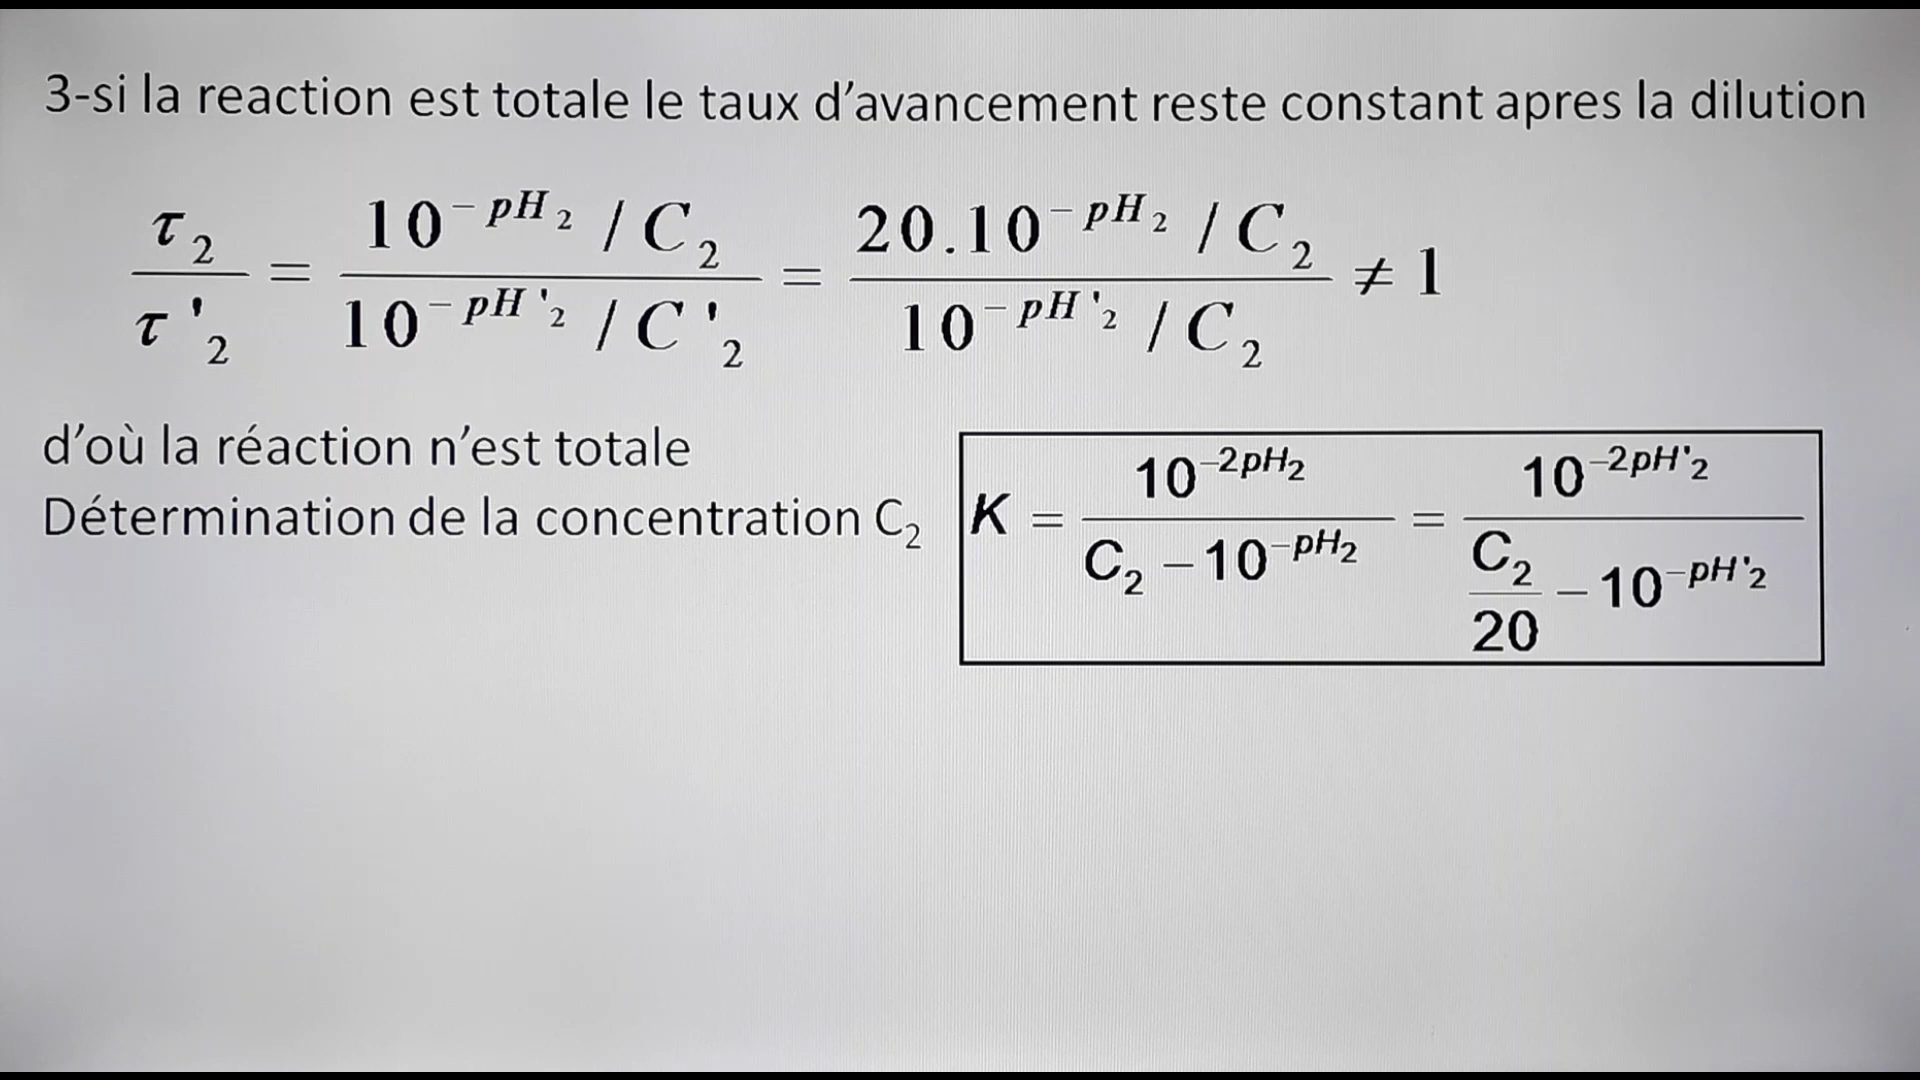 3-si la reaction est totale le taux d’avancement reste constant apres la dilution
τ₂ / τ'₂ = (10^(-pH₂) / C₂) / (10^(-pH'₂) / C'₂) = (20.10^(-pH₂) / C₂) / (10^(-pH'₂) / C₂) ≠ 1
d’où la réaction n’est totale
Détermination de la concentration C₂
K = 10^(-2pH₂) / (C₂ – 10^(-pH₂)) = 10^(-2pH'₂) / (C₂/20 – 10^(-pH'₂))